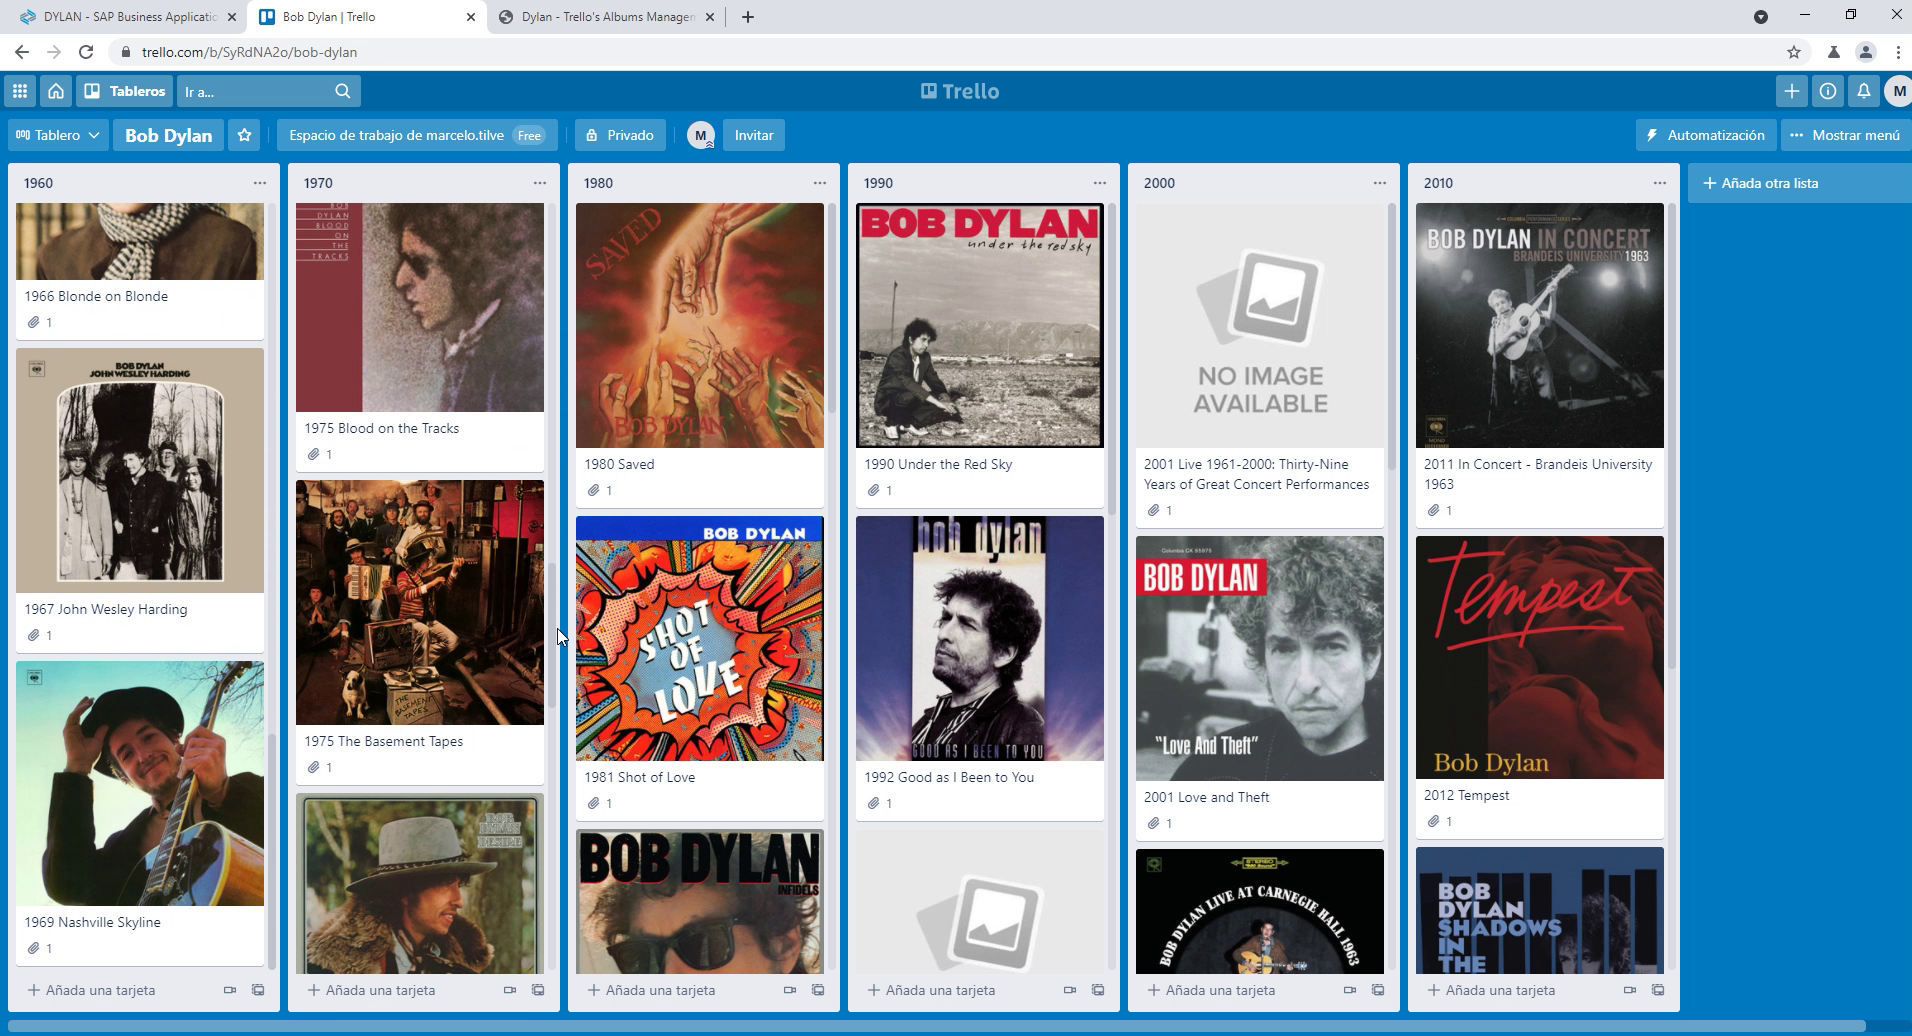 DYLAN - SAP Business Applicatio
Bob Dylan | Trello
Dylan - Trello's Albums Managem
trello.com/b/SyRdNA2o/bob-dylan
Tableros
Ir a...
Trello
M
Tablero
Bob Dylan
Espacio de trabajo de marcelo.tilve
Free
Privado
M
Invitar
Automatización
Mostrar menú
1960
1966 Blonde on Blonde
1
BOB DYLAN
JOHN WESLEY HARDING
1967 John Wesley Harding
1
1969 Nashville Skyline
1
Añada una tarjeta
1970
BOB
DYLAN
BLOOD
ON
THE
TRACKS
1975 Blood on the Tracks
1
THE
BASEMENT
TAPES
1975 The Basement Tapes
1
BOB
DYLAN
DESIRE
Añada una tarjeta
1980
SAVED
BOB DYLAN
1980 Saved
1
BOB DYLAN
SHOT
OF
LOVE
1981 Shot of Love
1
BOB DYLAN
INFIDELS
Añada una tarjeta
1990
BOB DYLAN
under the red sky
1990 Under the Red Sky
1
bob dylan
GOOD AS I BEEN TO YOU
1992 Good as I Been to You
1
Añada una tarjeta
2000
NO IMAGE
AVAILABLE
2001 Live 1961-2000: Thirty-Nine
Years of Great Concert Performances
1
Columbia CK 85975
BOB DYLAN
"Love And Theft"
2001 Love and Theft
1
STEREO
BOB DYLAN LIVE AT CARNEGIE HALL 1963
Añada una tarjeta
2010
BOB DYLAN IN CONCERT
BRANDEIS UNIVERSITY 1963
MONO
2011 In Concert - Brandeis University
1963
1
Tempest
Bob Dylan
2012 Tempest
1
BOB
DYLAN
SHADOWS
IN
THE
Añada una tarjeta
Añada otra lista